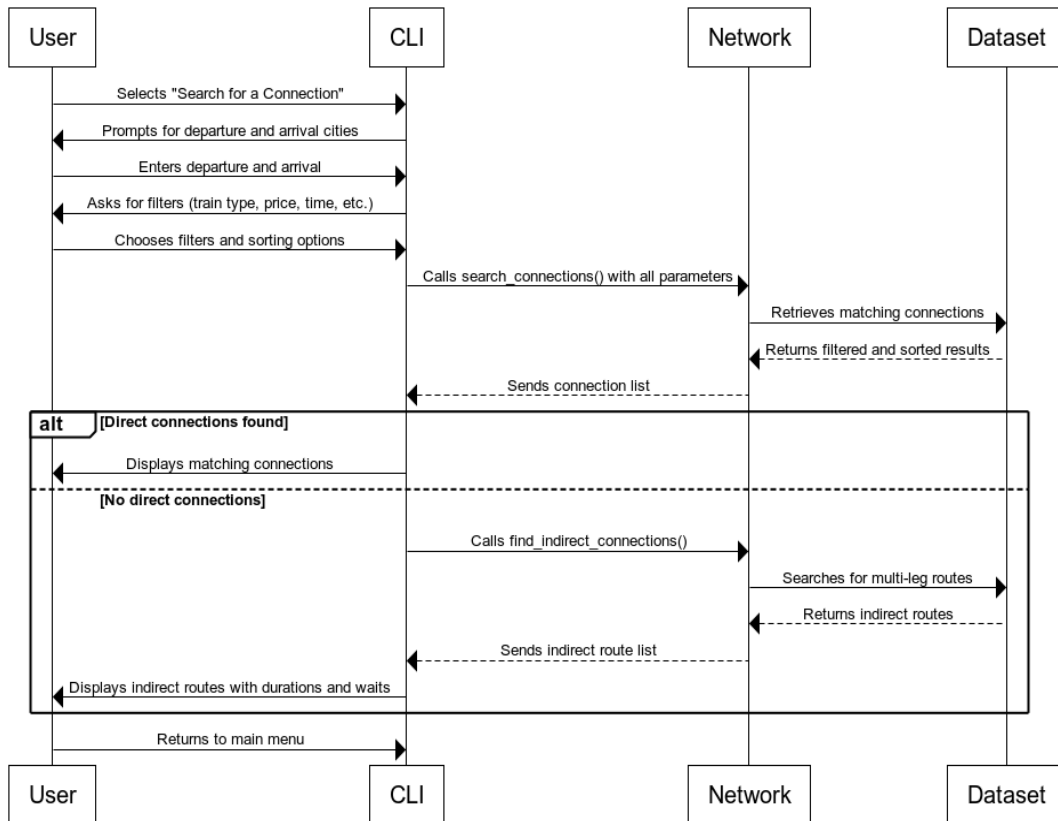 User CLI Network Dataset
Selects "Search for a Connection"
Prompts for departure and arrival cities
Enters departure and arrival
Asks for filters (train type, price, time, etc.)
Chooses filters and sorting options
Calls search_connections() with all parameters
Retrieves matching connections
Returns filtered and sorted results
Sends connection list
alt [Direct connections found]
Displays matching connections
[No direct connections]
Calls find_indirect_connections()
Searches for multi-leg routes
Returns indirect routes
Sends indirect route list
Displays indirect routes with durations and waits
Returns to main menu
User CLI Network Dataset